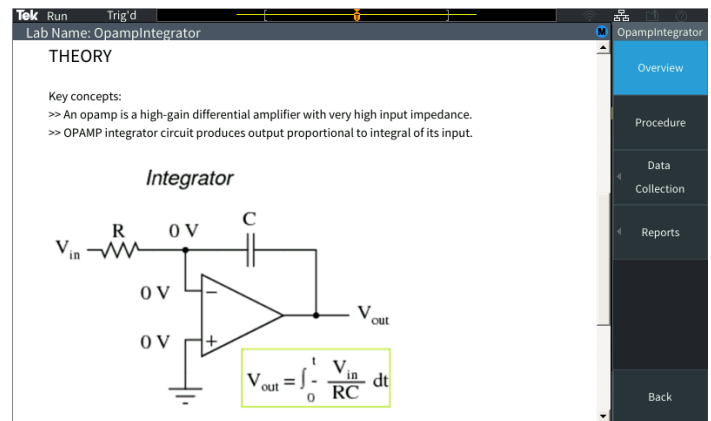 Tek Run Trig'd
Lab Name: OpampIntegrator
M
OpampIntegrator
THEORY
Key concepts:
>> An opamp is a high-gain differential amplifier with very high input impedance.
>> OPAMP integrator circuit produces output proportional to integral of its input.
Integrator
C
R
0 V
Vin
0 V
−
Vout
0 V
+
Vout = ∫0t - Vin/RC dt
Overview
Procedure
Data
Collection
Reports
Back